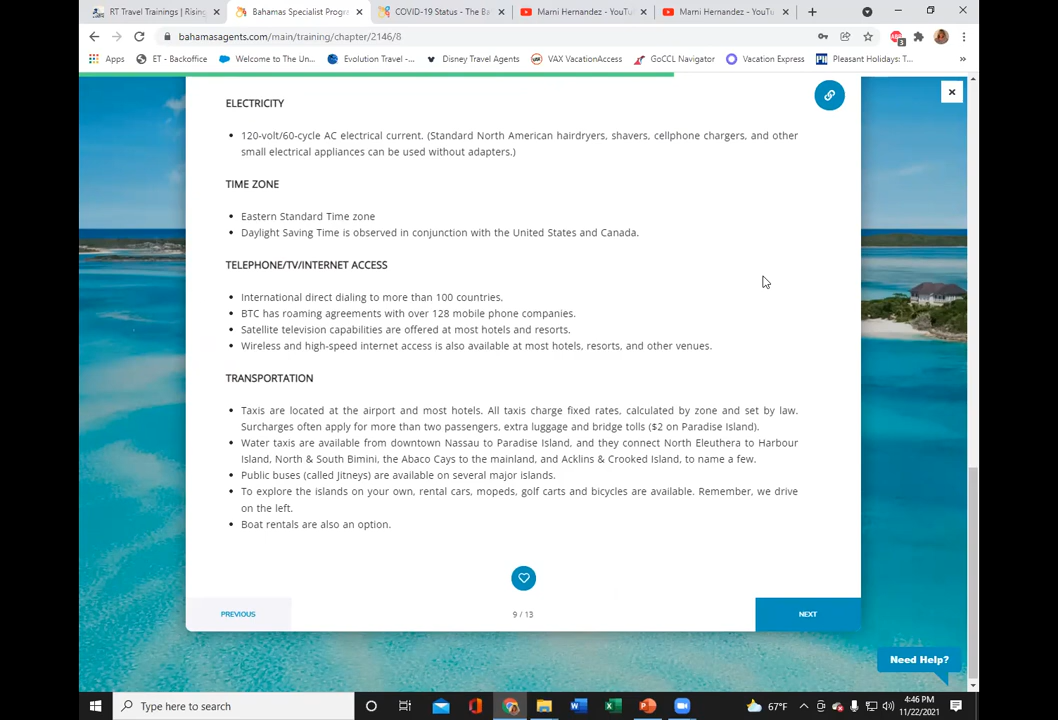 RT Travel Trainings | Rising
Bahamas Specialist Progra
COVID-19 Status - The Ba
Marni Hernandez - YouTu
Marni Hernandez - YouTu
bahamasagents.com/main/training/chapter/2146/8
3
Apps
ET - Backoffice
Welcome to The Un...
Evolution Travel -...
Disney Travel Agents
VAX VacationAccess
GoCCL Navigator
Vacation Express
Pleasant Holidays: T...
ELECTRICITY
120-volt/60-cycle AC electrical current. (Standard North American hairdryers, shavers, cellphone chargers, and other
small electrical appliances can be used without adapters.)
TIME ZONE
Eastern Standard Time zone
Daylight Saving Time is observed in conjunction with the United States and Canada.
TELEPHONE/TV/INTERNET ACCESS
International direct dialing to more than 100 countries,
BTC has roaming agreements with over 128 mobile phone companies.
Satellite television capabilities are offered at most hotels and resorts.
Wireless and high-speed internet access is also available at most hotels, resorts, and other venues.
TRANSPORTATION
Taxis are located at the airport and most hotels. All taxis charge fixed rates, calculated by zone and set by law.
Surcharges often apply for more than two passengers, extra luggage and bridge tolls ($2 on Paradise Island).
Water taxis are available from downtown Nassau to Paradise Island, and they connect North Eleuthera to Harbour
Island, North & South Bimini, the Abaco Cays to the mainland, and Acklins & Crooked Island, to name a few.
Public buses (called Jitneys) are available on several major islands.
To explore the islands on your own, rental cars, mopeds, golf carts and bicycles are available. Remember, we drive
on the left.
Boat rentals are also an option.
PREVIOUS
9 / 13
NEXT
Need Help?
Type here to search
67°F
4:46 PM
11/22/2021